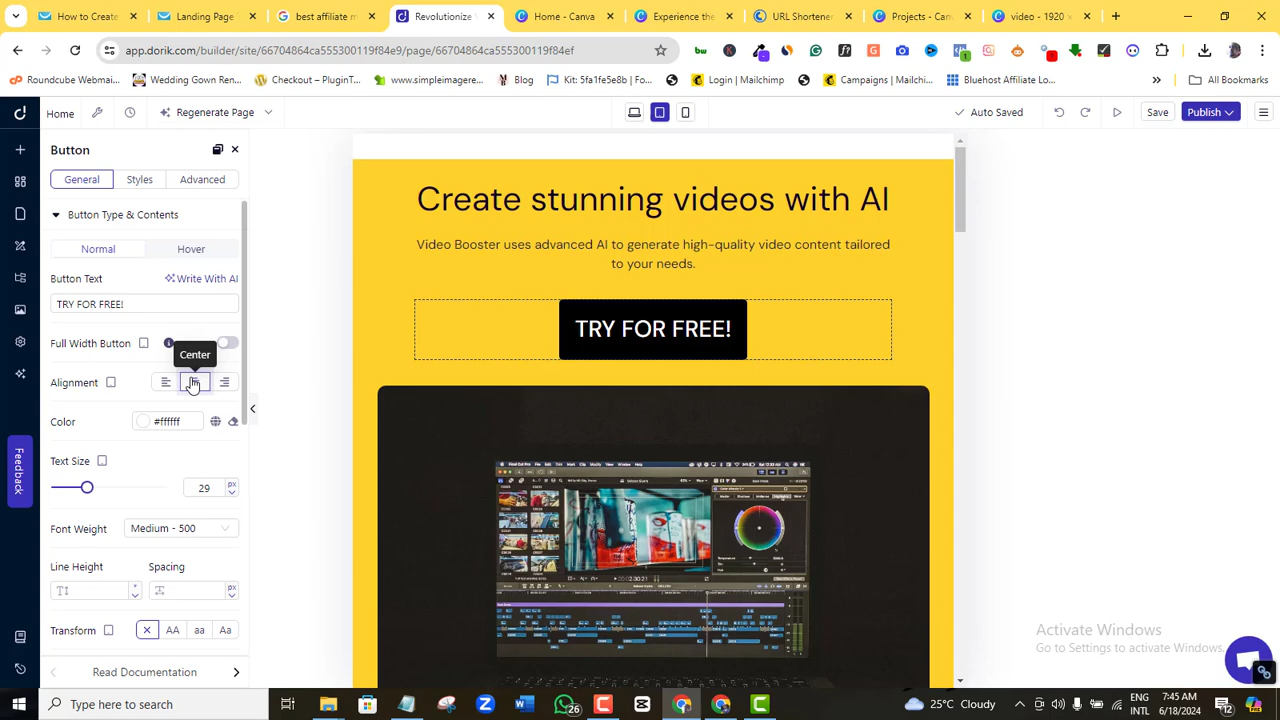 How to Create
Landing Page
best affiliate m
Revolutionize
Home - Canva
Experience the
URL Shortene
Projects - Can
video - 1920
app.dorik.com/builder/site/66704864ca555300119f84e9/page/66704864ca555300119f84ef
Roundcube Webmai...
Wedding Gown Ren...
Checkout – PluginT...
www.simpleimagere...
Blog
Kit: 5fa1fe5e8b | Fo...
Login | Mailchimp
Campaigns | Mailchi...
Bluehost Affiliate Lo...
All Bookmarks
Home
Regenerate Page
Auto Saved
Save
Publish
Button
General
Styles
Advanced
Button Type & Contents
Normal
Hover
Button Text
Write With AI
TRY FOR FREE!
Full Width Button
Center
Alignment
Color
#ffffff
Text Size
29
PX
Font Weight
Medium - 500
Line Height
Spacing
Read Documentation
Feedback
Create stunning videos with AI
Video Booster uses advanced AI to generate high-quality video content tailored
to your needs.
TRY FOR FREE!
Activate Windows
Go to Settings to activate Windows.
Type here to search
26
25°C Cloudy
ENG
INTL
7:45 AM
6/18/2024
12